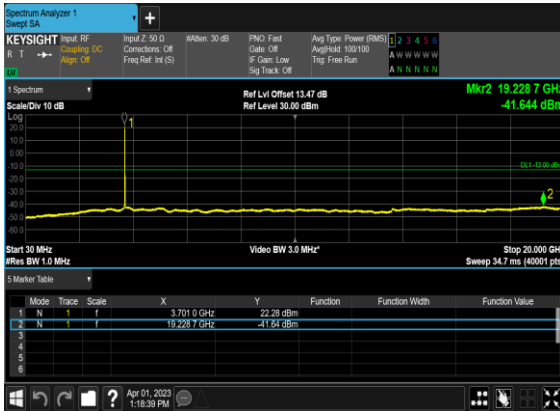 Spectrum Analyzer 1
Swept SA
+
KEYSIGHT
R T
Input: RF
Coupling: DC
Align: Off
Input Z: 50 Ω
Corrections: Off
Freq Ref: Int (S)
#Atten: 30 dB
PNO: Fast
Gate: Off
IF Gain: Low
Sig Track: Off
Avg Type: Power (RMS)
Avg|Hold: 100/100
Trig: Free Run
1 2 3 4 5 6
A W W W W W
A N N N N N
1 Spectrum
Scale/Div 10 dB
Ref Lvl Offset 13.47 dB
Ref Level 30.00 dBm
Mkr2 19.228 7 GHz
-41.644 dBm
Log
20.0
10.0
0.00
-10.0
-20.0
-30.0
-40.0
-50.0
-60.0
1
DL1 -13.00 dBm
2
Start 30 MHz
#Res BW 1.0 MHz
Video BW 3.0 MHz*
Stop 20.000 GHz
Sweep 34.7 ms (40001 pts)
5 Marker Table
Mode Trace Scale X Y Function Function Width Function Value
1 N 1 f 3.701 0 GHz 22.28 dBm
2 N 1 f 19.228 7 GHz -41.64 dBm
3
4
5
6
?
Apr 01, 2023
1:18:39 PM